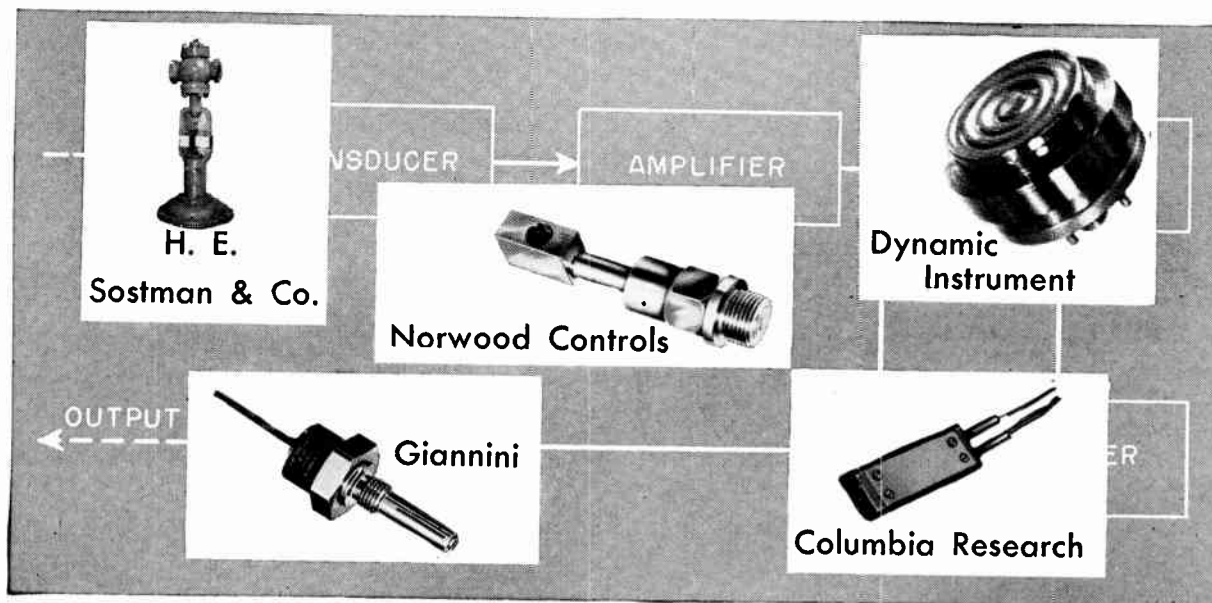 NSDUCER
AMPLIFIER
H. E.
Sostman & Co.
Norwood Controls
Dynamic
Instrument
OUTPUT
Giannini
ER
Columbia Research